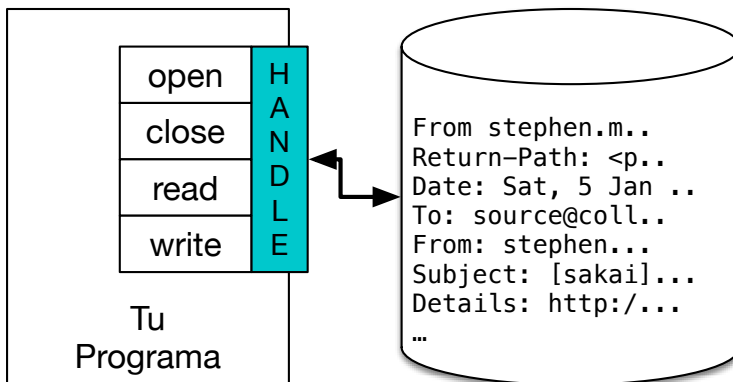 open
close
read
write
HANDLE
Tu
Programa
From stephen.m..
Return-Path: <p..
Date: Sat, 5 Jan ..
To: source@coll..
From: stephen...
Subject: [sakai]...
Details: http:/...
…